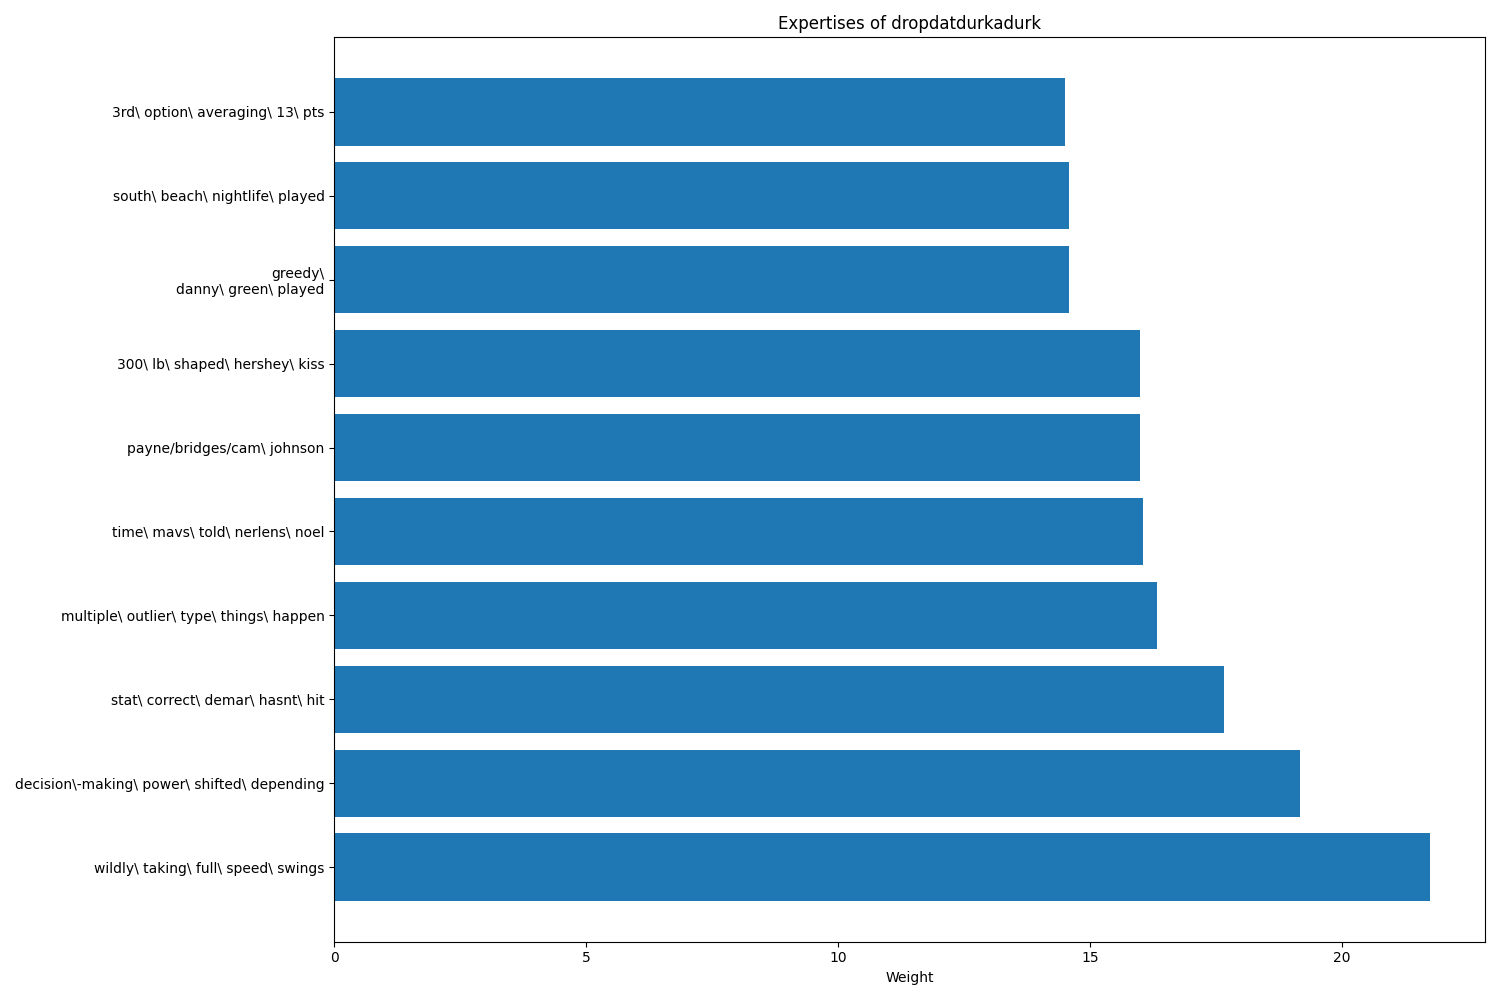 Expertises of dropdatdurkadurk
3rd\ option\ averaging\ 13\ pts
south\ beach\ nightlife\ played
greedy\
danny\ green\ played
300\ lb\ shaped\ hershey\ kiss
payne/bridges/cam\ johnson
time\ mavs\ told\ nerlens\ noel
multiple\ outlier\ type\ things\ happen
stat\ correct\ demar\ hasnt\ hit
decision\-making\ power\ shifted\ depending
wildly\ taking\ full\ speed\ swings
0 5 10 15 20
Weight